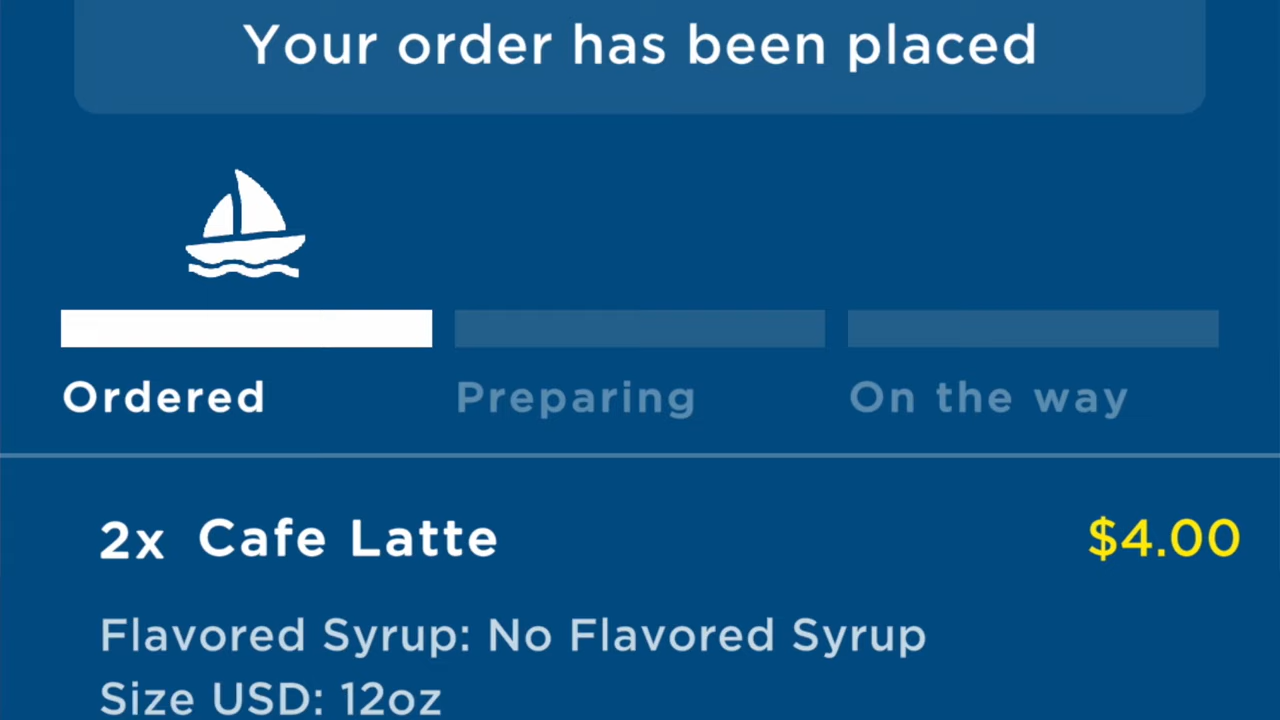 Your order has been placed
Ordered Preparing On the way
2x Cafe Latte $4.00
Flavored Syrup: No Flavored Syrup
Size USD: 12oz